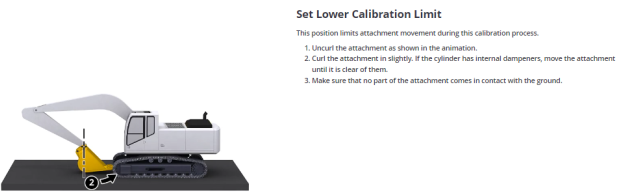 Set Lower Calibration Limit
This position limits attachment movement during this calibration process.
1. Uncurl the attachment as shown in the animation.
2. Curl the attachment in slightly. If the cylinder has internal dampeners, move the attachment
until it is clear of them.
3. Make sure that no part of the attachment comes in contact with the ground.
2